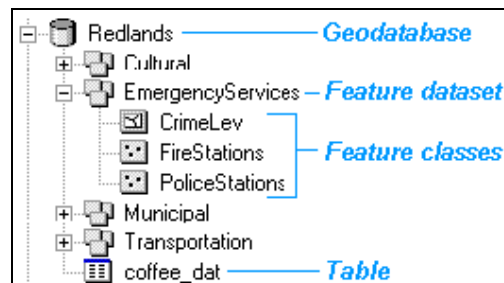 Redlands Geodatabase
Cultural
EmergencyServices Feature dataset
CrimeLev
FireStations Feature classes
PoliceStations
Municipal
Transportation
coffee_dat Table